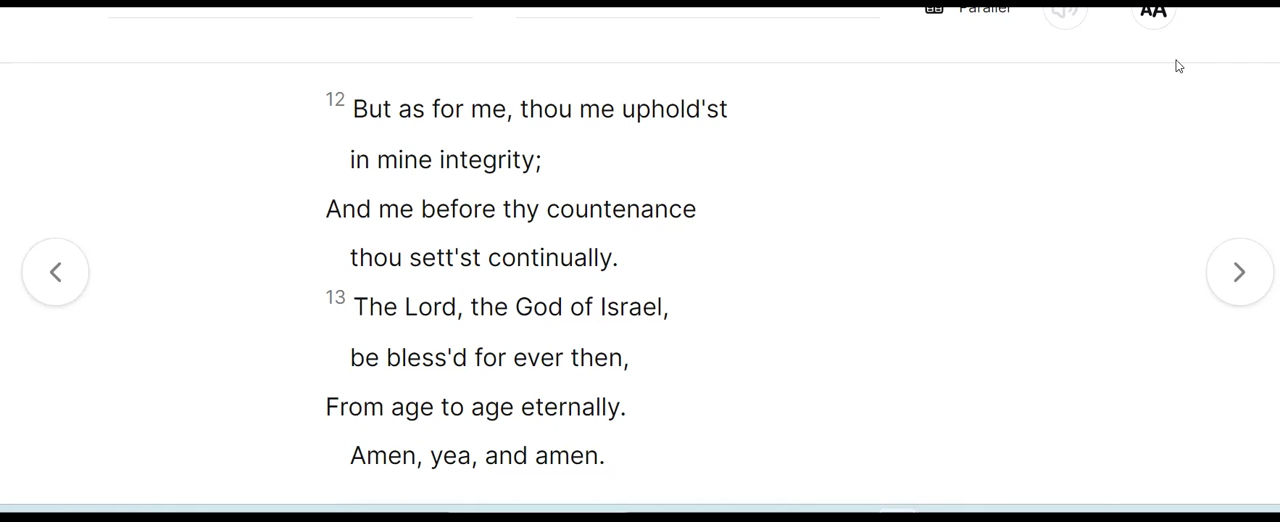 Parallel
AA
12 But as for me, thou me uphold'st
in mine integrity;
And me before thy countenance
thou sett'st continually.
13 The Lord, the God of Israel,
be bless'd for ever then,
From age to age eternally.
Amen, yea, and amen.